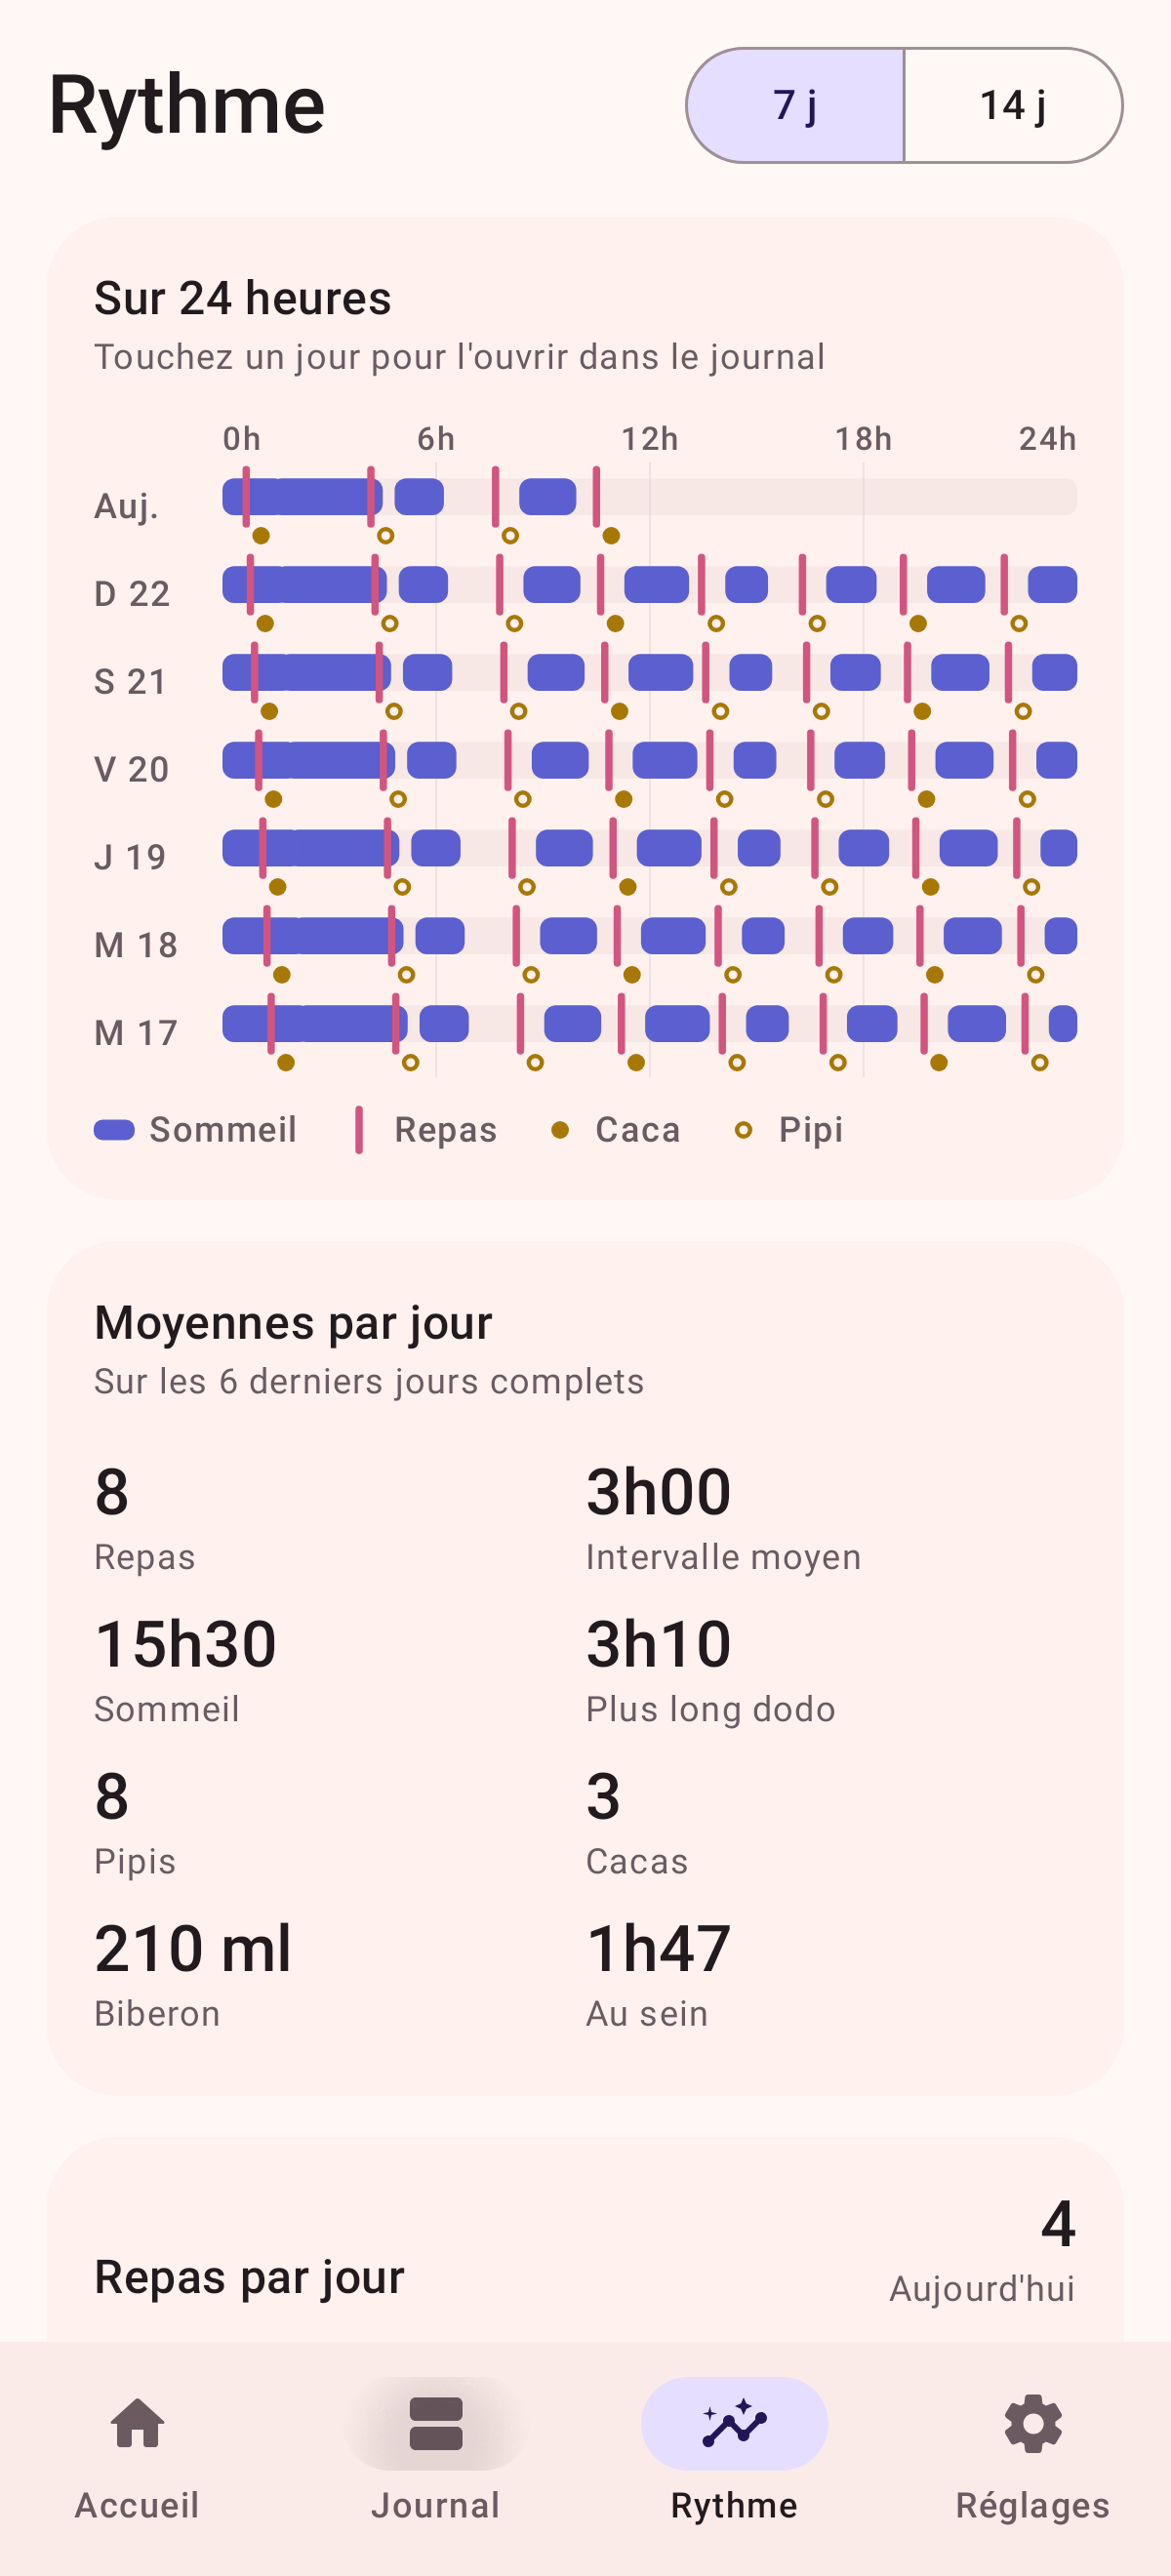 Rythme
7 j
14 j
Sur 24 heures
Touchez un jour pour l'ouvrir dans le journal
0h 6h 12h 18h 24h
Auj.
D 22
S 21
V 20
J 19
M 18
M 17
Sommeil Repas Caca Pipi
Moyennes par jour
Sur les 6 derniers jours complets
8 3h00
Repas Intervalle moyen
15h30 3h10
Sommeil Plus long dodo
8 3
Pipis Cacas
210 ml 1h47
Biberon Au sein
4
Repas par jour Aujourd'hui
Accueil Journal Rythme Réglages